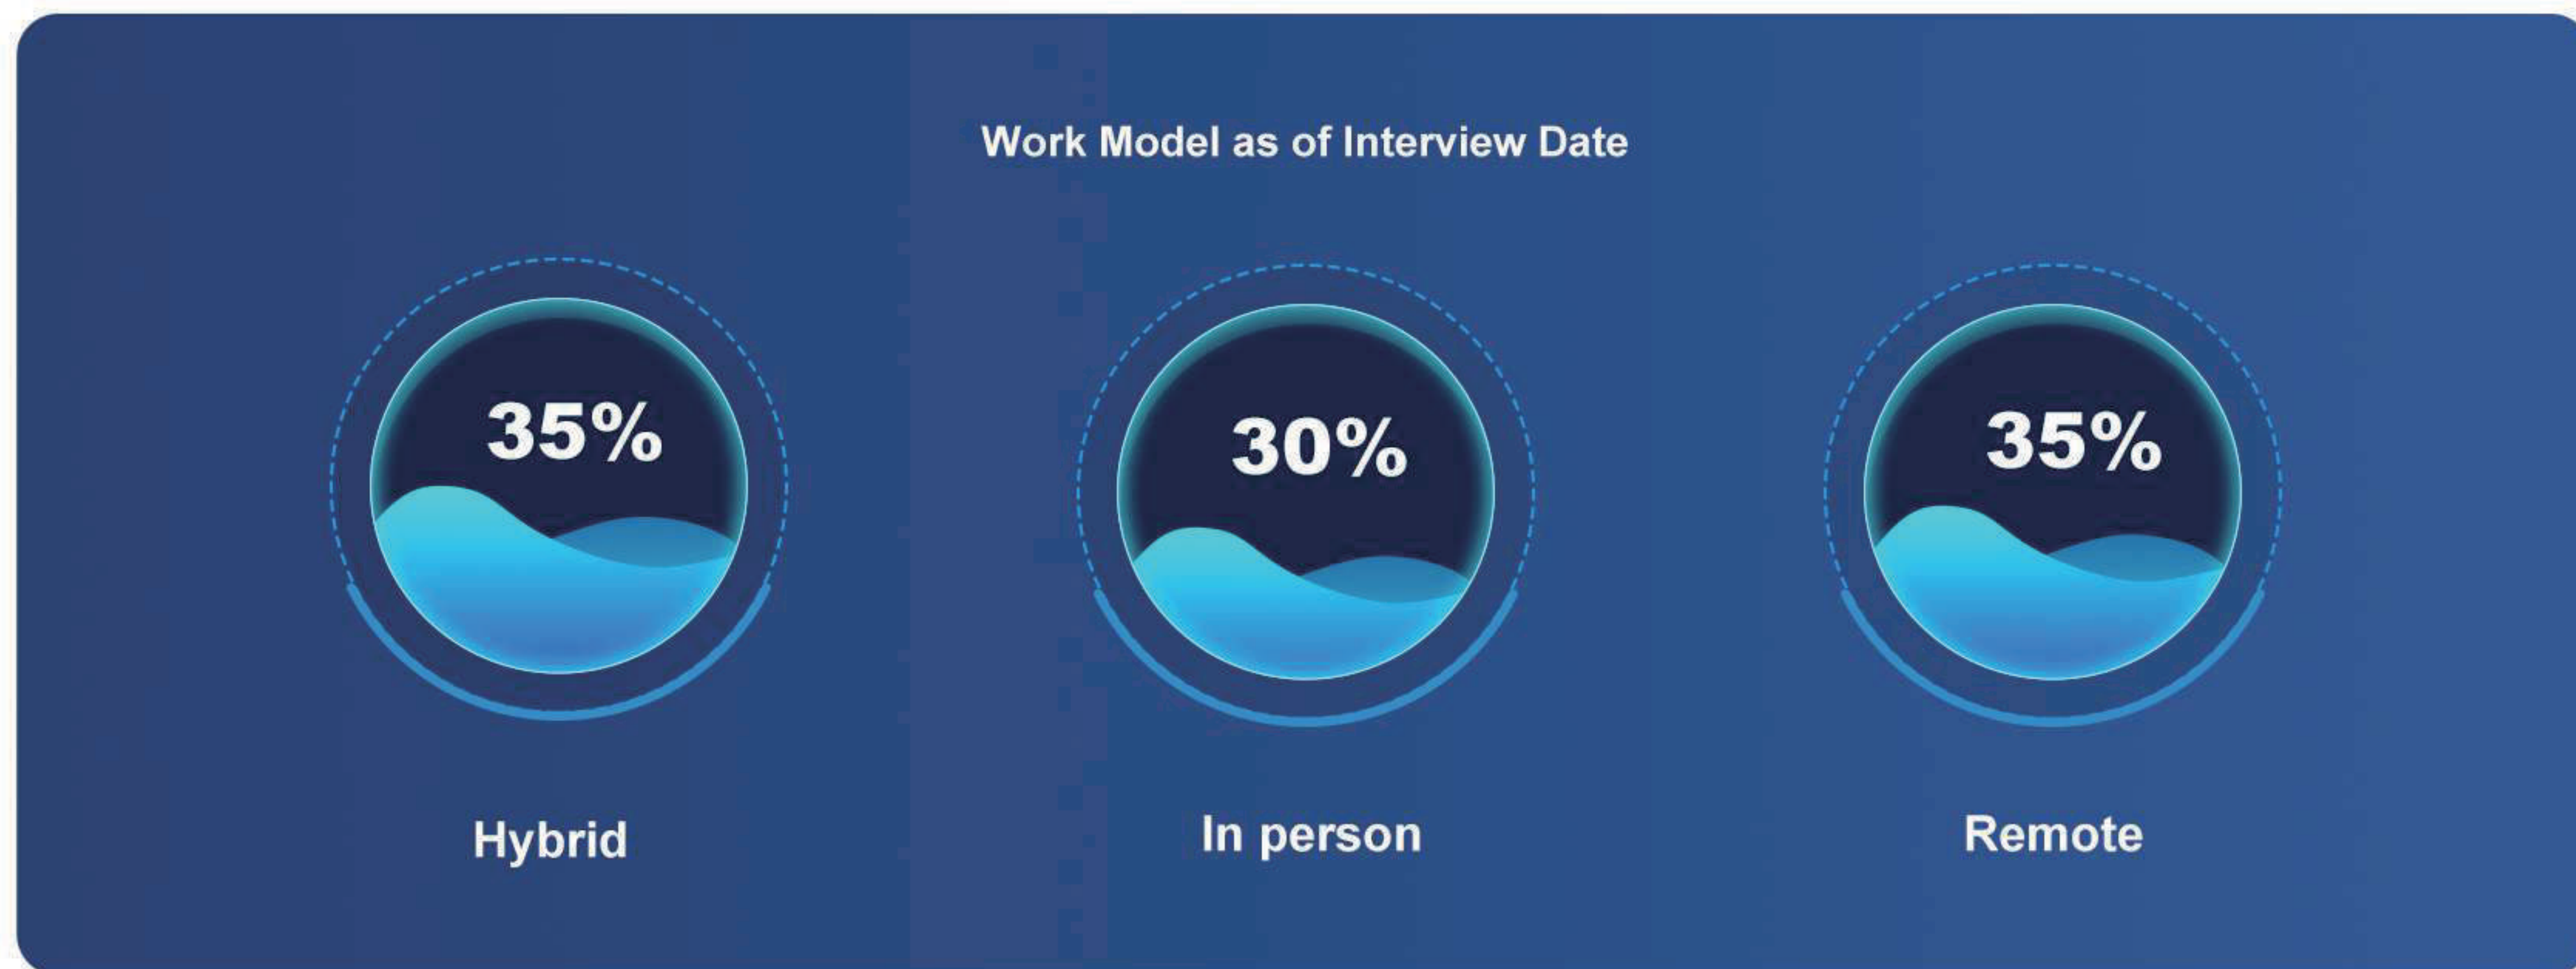 Work Model as of Interview Date
35%
30%
35%
Hybrid
In person
Remote